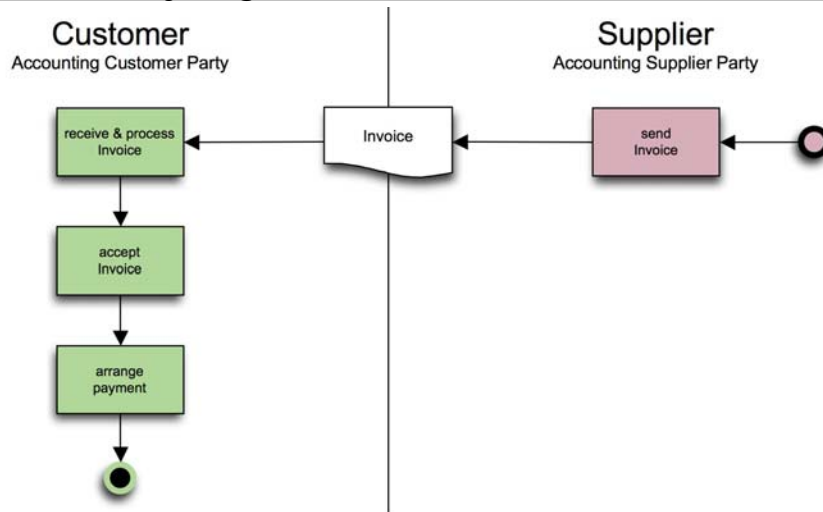 Customer
Accounting Customer Party
Supplier
Accounting Supplier Party
receive & process
Invoice
Invoice
send
Invoice
accept
Invoice
arrange
payment